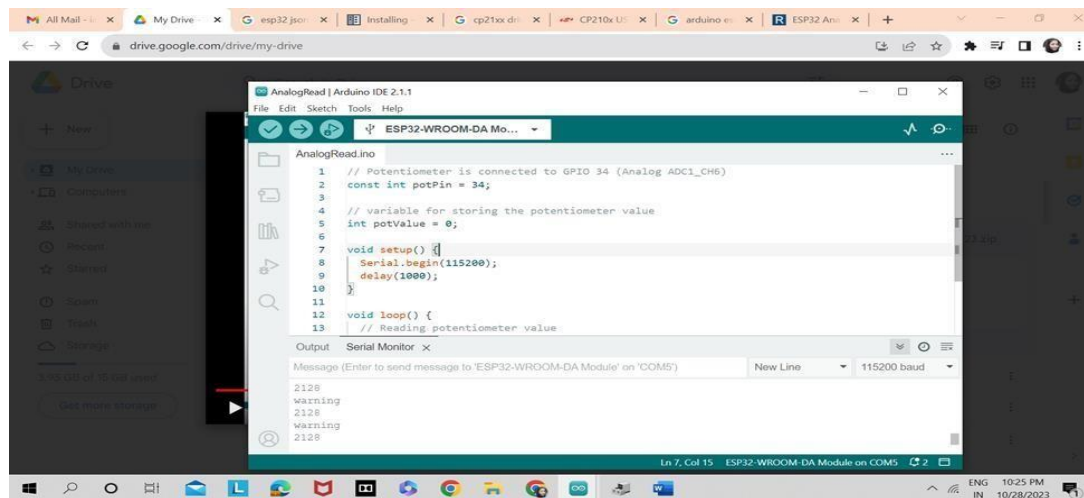 All Mail - i
My Drive -
esp32 jso
Installing
cp21xx dri
CP210x US
arduino es
ESP32 Ana
drive.google.com/drive/my-drive
Drive
New
My Drive
Computers
Shared with me
Recent
Starred
Spam
Trash
Storage
3.95 GB of 15 GB used
Get more storage
AnalogRead | Arduino IDE 2.1.1
File Edit Sketch Tools Help
ESP32-WROOM-DA Mo...
AnalogRead.ino
1 // Potentiometer is connected to GPIO 34 (Analog ADC1_CH6)
2 const int potPin = 34;
3
4 // variable for storing the potentiometer value
5 int potValue = 0;
6
7 void setup() {
8 Serial.begin(115200);
9 delay(1000);
10 }
11
12 void loop() {
13 // Reading potentiometer value
Output Serial Monitor
Message (Enter to send message to 'ESP32-WROOM-DA Module' on 'COM5')
New Line
115200 baud
2128
warning
2128
warning
2128
Ln 7, Col 15 ESP32-WROOM-DA Module on COM5 2
ENG 10:25 PM
IN 10/28/2023